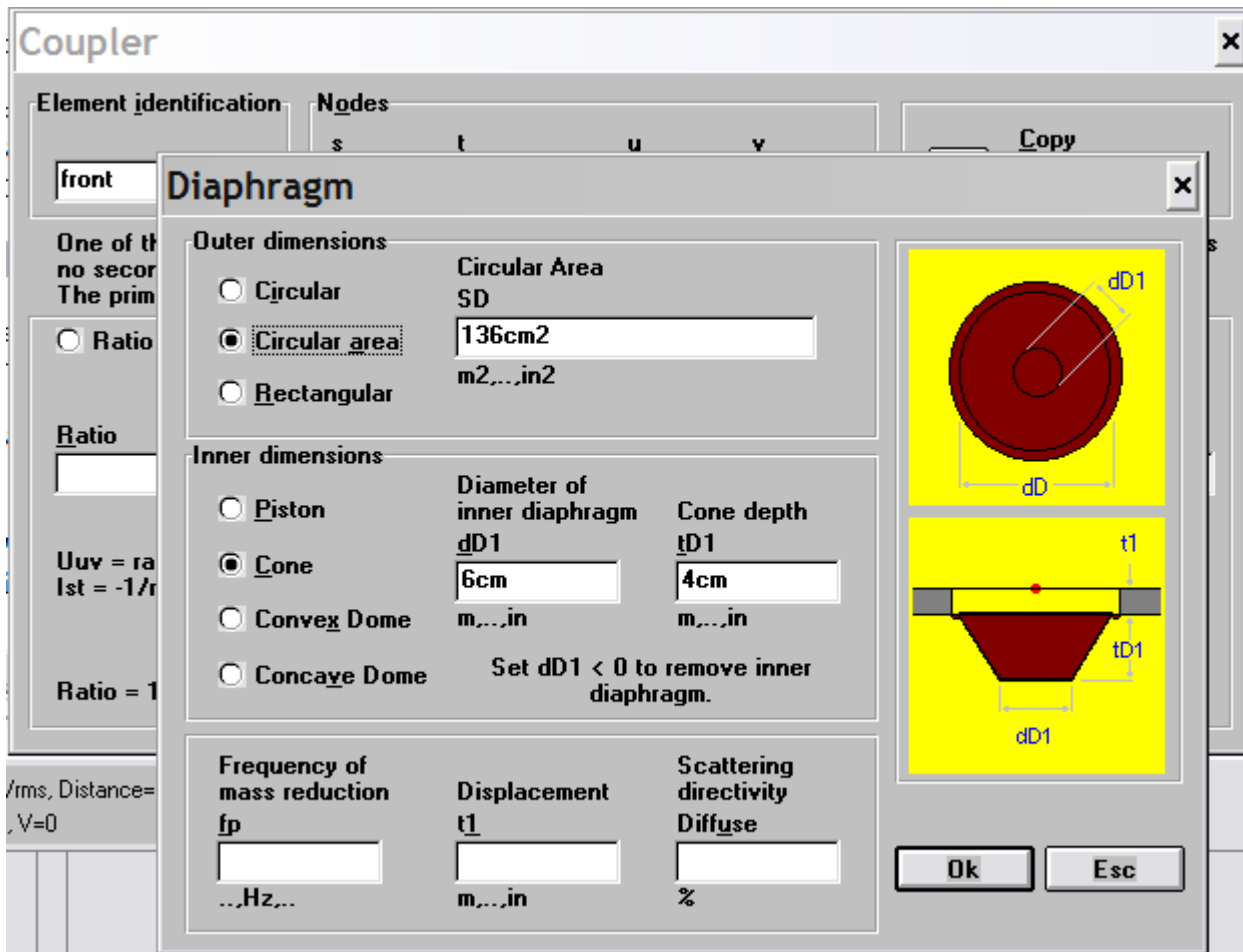 Coupler
Element identification
Nodes
s t u v
Copy
front
Diaphragm
One of th
no secor
The prim
s
Ratio
Ratio
Uuv = ra
Ist = -1/r
Ratio = 1
Outer dimensions
Circular
Circular area
Rectangular
Circular Area
SD
136cm2
m2,..,in2
Inner dimensions
Piston
Cone
Convex Dome
Concave Dome
Diameter of
inner diaphragm
dD1
6cm
m,..,in
Cone depth
tD1
4cm
m,..,in
Set dD1 < 0 to remove inner
diaphragm.
Frequency of
mass reduction
fp
..,Hz,..
Displacement
t1
m,..,in
Scattering
directivity
Diffuse
%
dD1
dD
t1
tD1
dD1
Ok
Esc
/rms, Distance=
, V=0